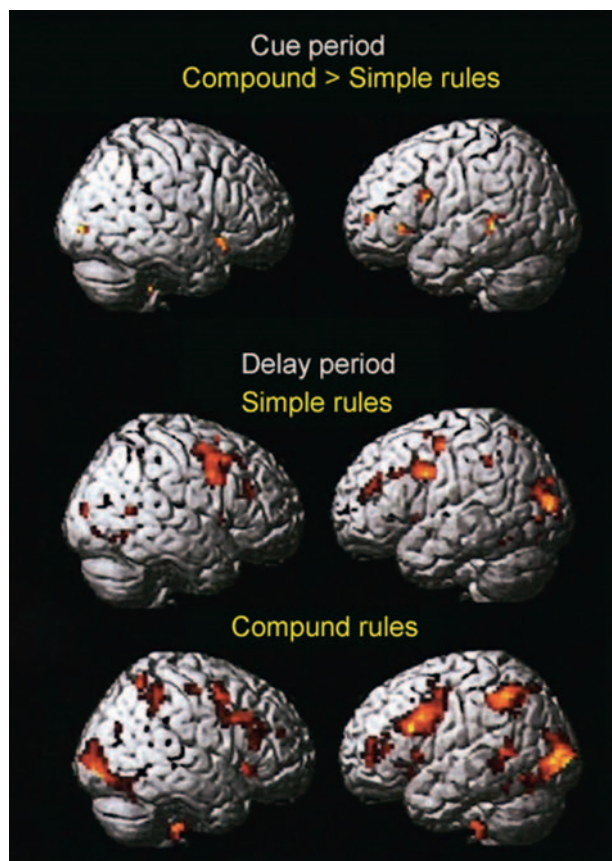 Cue period
Compound > Simple rules
Delay period
Simple rules
Compund rules